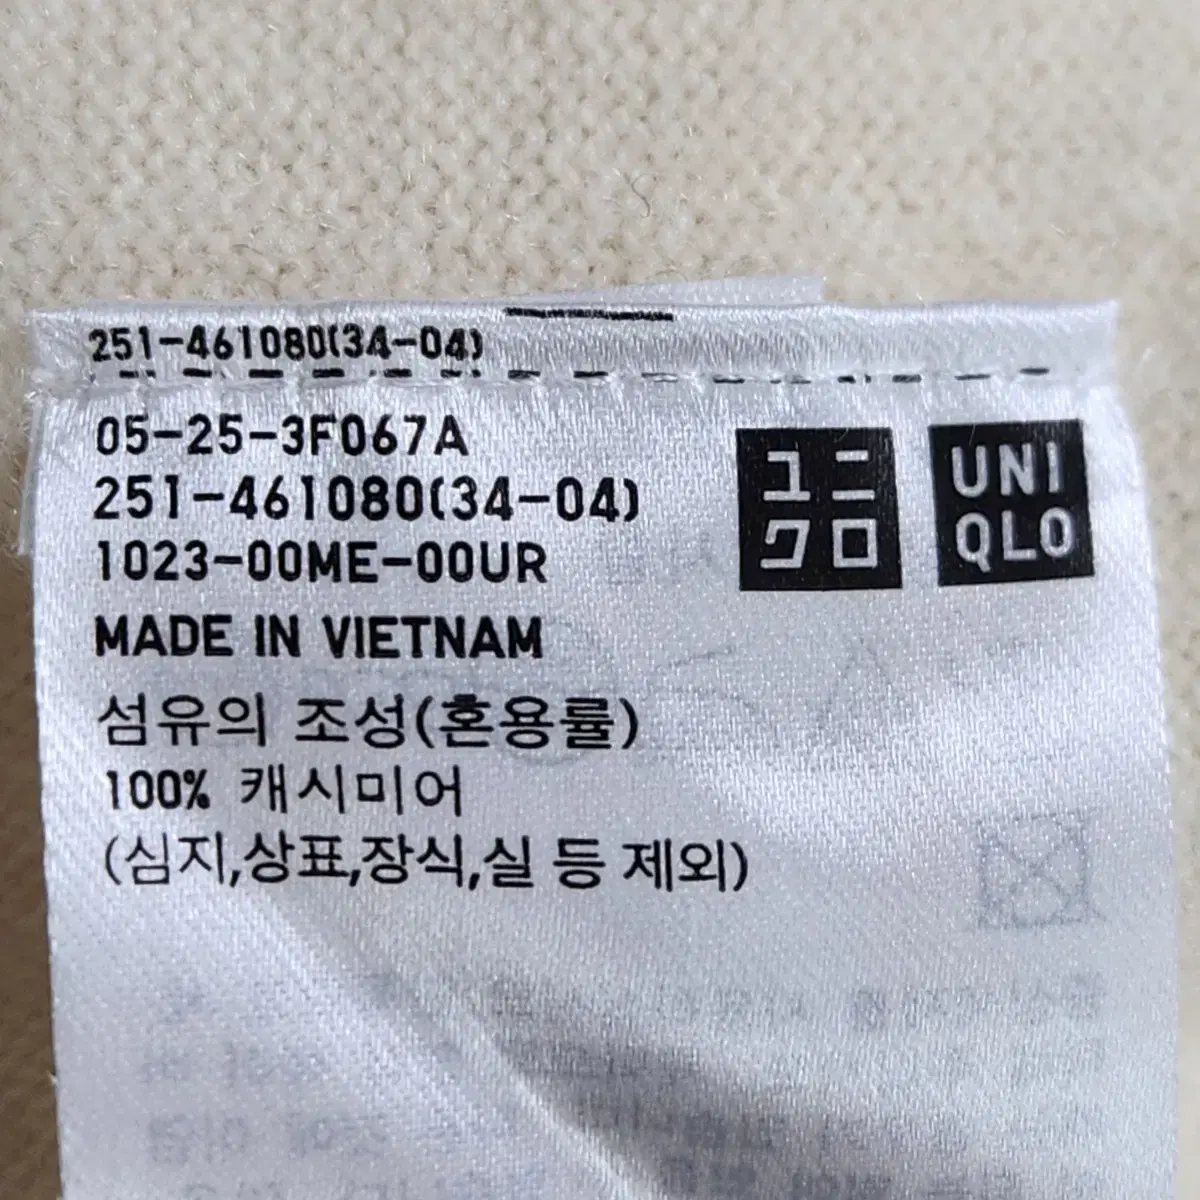 251-461080(34-04)
05-25-3F067A
251-461080(34-04)
1023-00ME-00UR
ユニ
クロ
UNI
QLO
MADE IN VIETNAM
섬유의 조성(혼용률)
100% 캐시미어
(심지,상표,장식,실 등 제외)